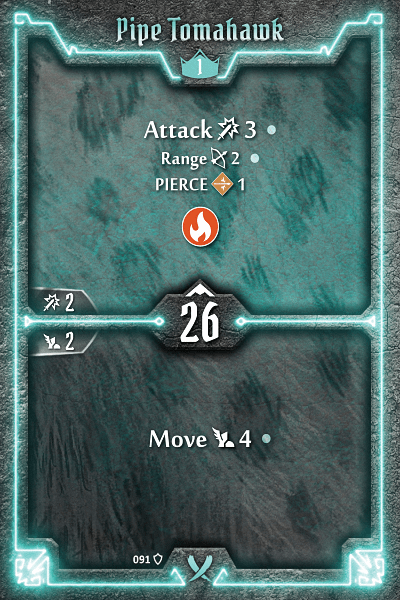 Pipe Tomahawk
1
Attack 3
Range 2
PIERCE 1
2
26
2
Move 4
091